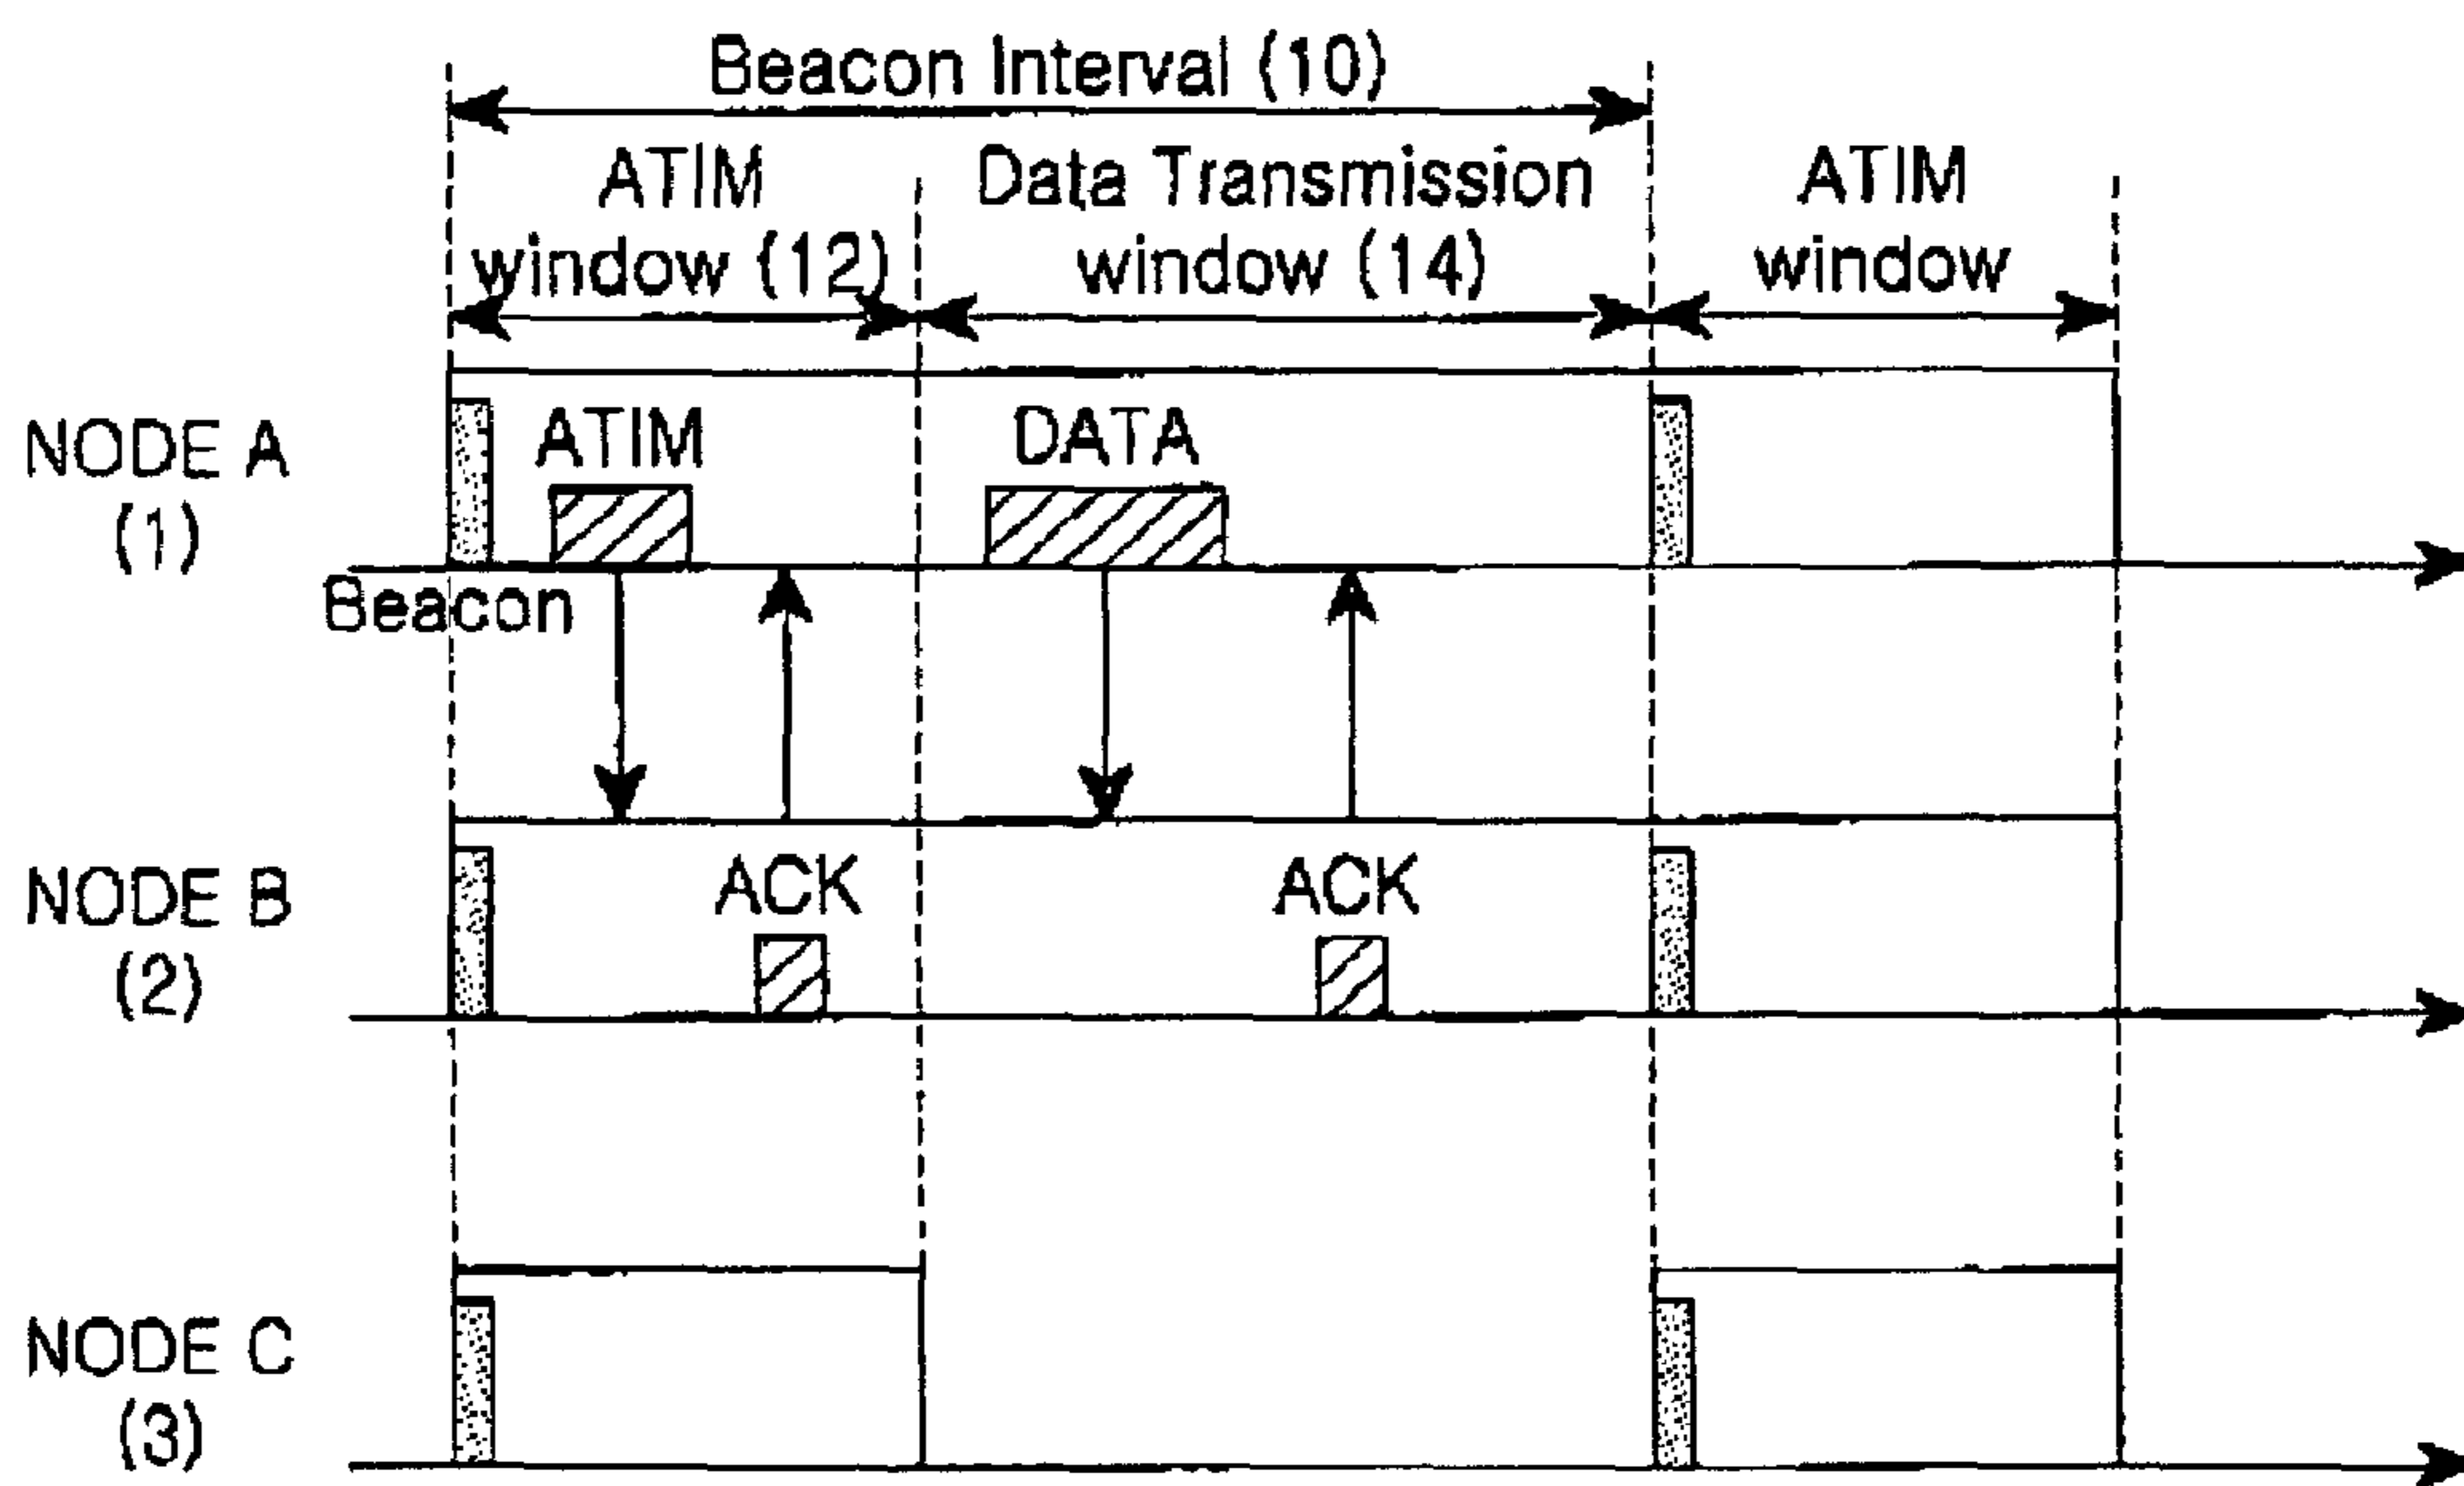 Beacon Interval (10)
ATIM
window (12)
Data Transmission
window (14)
ATIM
window
NODE A
(1)
ATIM
DATA
Beacon
NODE B
(2)
ACK
ACK
NODE C
(3)